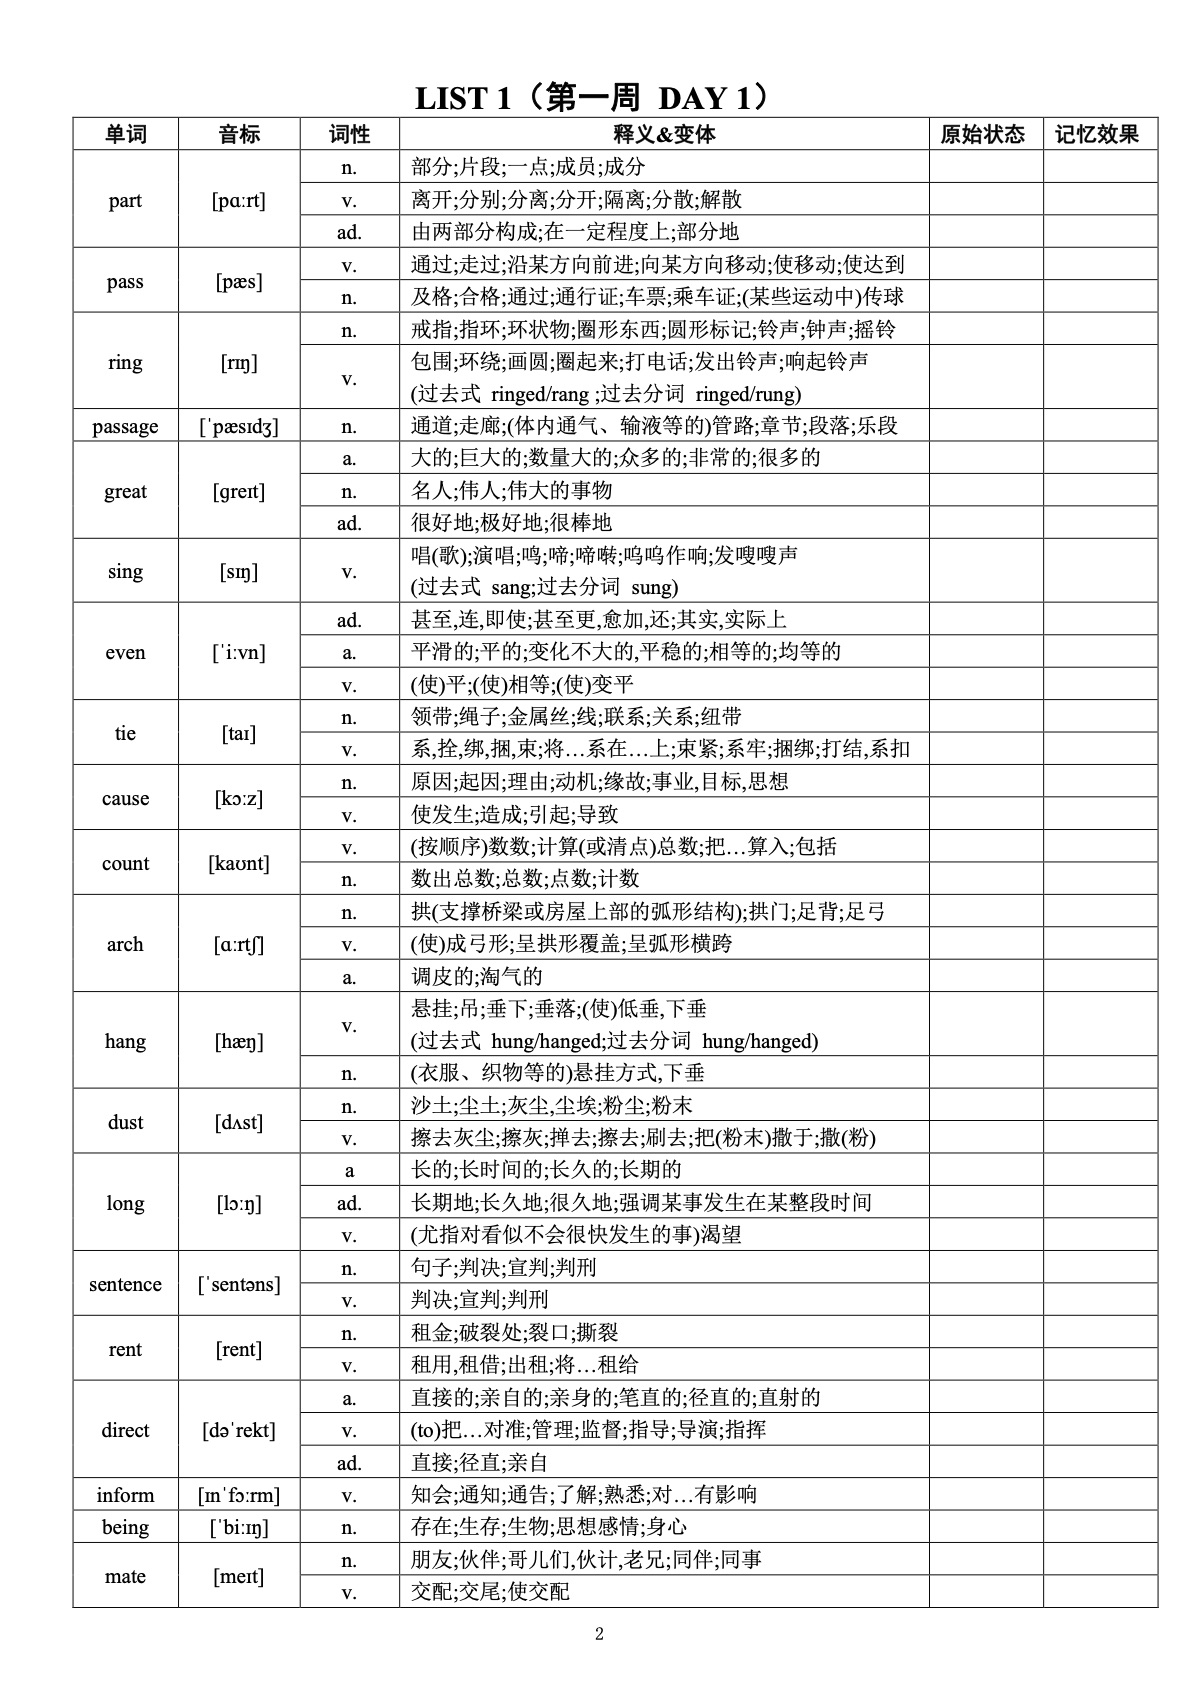 LIST 1（第一周 DAY 1）
单词 音标 词性 释义&变体 原始状态 记忆效果
part [pɑːrt] n. 部分;片段;一点;成员;成分
v. 离开;分别;分离;分开;隔离;分散;解散
ad. 由两部分构成;在一定程度上;部分地
pass [pæs] v. 通过;走过;沿某方向前进;向某方向移动;使移动;使达到
n. 及格;合格;通过;通行证;车票;乘车证;(某些运动中)传球
ring [rɪŋ] n. 戒指;指环;环状物;圈形东西;圆形标记;铃声;钟声;摇铃
v. 包围;环绕;画圆;圈起来;打电话;发出铃声;响起铃声
(过去式 ringed/rang ;过去分词 ringed/rung)
passage [ˈpæsɪdʒ] n. 通道;走廊;(体内通气、输液等的)管路;章节;段落;乐段
great [ɡreɪt] a. 大的;巨大的;数量大的;众多的;非常的;很多的
n. 名人;伟人;伟大的事物
ad. 很好地;极好地;很棒地
sing [sɪŋ] v. 唱(歌);演唱;鸣;啼;啼啭;呜呜作响;发嗖嗖声
(过去式 sang;过去分词 sung)
even [ˈiːvn] ad. 甚至,连,即使;甚至更,愈加,还;其实,实际上
a. 平滑的;平的;变化不大的,平稳的;相等的;均等的
v. (使)平;(使)相等;(使)变平
tie [taɪ] n. 领带;绳子;金属丝;线;联系;关系;纽带
v. 系,拴,绑,捆,束;将…系在…上;束紧;系牢;捆绑;打结,系扣
cause [kɔːz] n. 原因;起因;理由;动机;缘故;事业,目标,思想
v. 使发生;造成;引起;导致
count [kaʊnt] v. (按顺序)数数;计算(或清点)总数;把…算入;包括
n. 数出总数;总数;点数;计数
arch [ɑːrtʃ] n. 拱(支撑桥梁或房屋上部的弧形结构);拱门;足背;足弓
v. (使)成弓形;呈拱形覆盖;呈弧形横跨
a. 调皮的;淘气的
hang [hæŋ] v. 悬挂;吊;垂下;垂落;(使)低垂,下垂
(过去式 hung/hanged;过去分词 hung/hanged)
n. (衣服、织物等的)悬挂方式,下垂
dust [dʌst] n. 沙土;尘土;灰尘,尘埃;粉尘;粉末
v. 擦去灰尘;擦灰;掸去;擦去;刷去;把(粉末)撒于;撒(粉)
long [lɔːŋ] a 长的;长时间的;长久的;长期的
ad. 长期地;长久地;很久地;强调某事发生在某整段时间
v. (尤指对看似不会很快发生的事)渴望
sentence [ˈsentəns] n. 句子;判决;宣判;判刑
v. 判决;宣判;判刑
rent [rent] n. 租金;破裂处;裂口;撕裂
v. 租用,租借;出租;将…租给
direct [dəˈrekt] a. 直接的;亲自的;亲身的;笔直的;径直的;直射的
v. (to)把…对准;管理;监督;指导;导演;指挥
ad. 直接;径直;亲自
inform [ɪnˈfɔːrm] v. 知会;通知;通告;了解;熟悉;对…有影响
being [ˈbiːɪŋ] n. 存在;生存;生物;思想感情;身心
mate [meɪt] n. 朋友;伙伴;哥儿们,伙计,老兄;同伴;同事
v. 交配;交尾;使交配
2